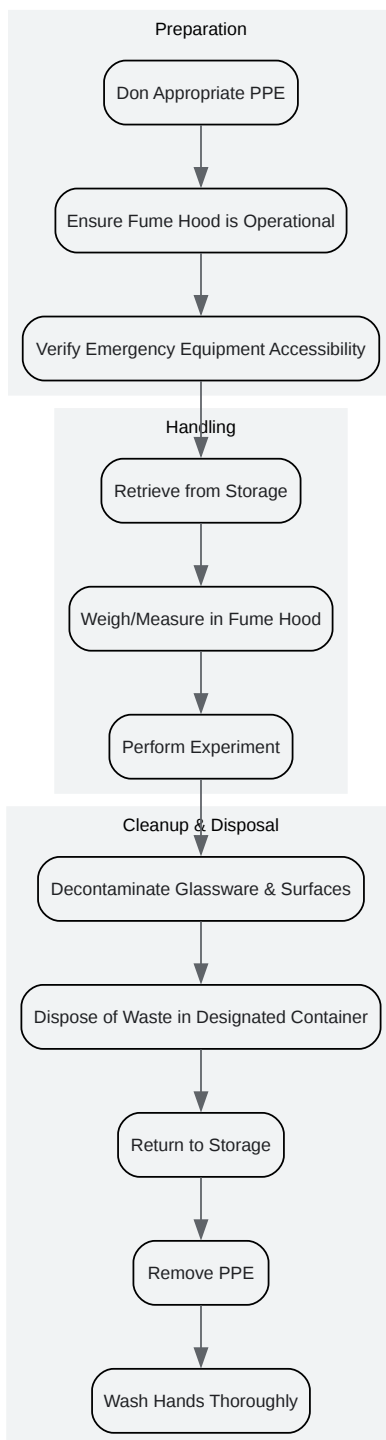 Preparation
Don Appropriate PPE
Ensure Fume Hood is Operational
Verify Emergency Equipment Accessibility
Handling
Retrieve from Storage
Weigh/Measure in Fume Hood
Perform Experiment
Cleanup & Disposal
Decontaminate Glassware & Surfaces
Dispose of Waste in Designated Container
Return to Storage
Remove PPE
Wash Hands Thoroughly